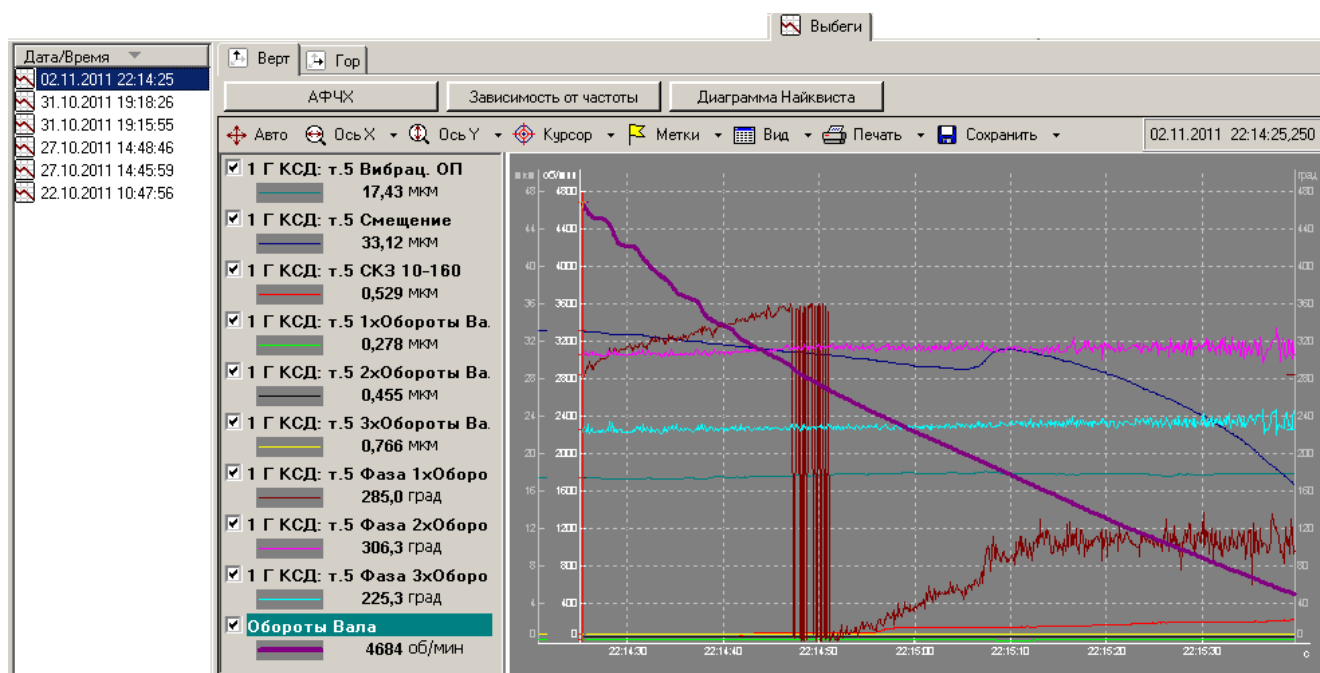 Выбеги
Дата/Время
02.11.2011 22:14:25
31.10.2011 19:18:26
31.10.2011 19:15:55
27.10.2011 14:48:46
27.10.2011 14:45:59
22.10.2011 10:47:56
Верт Гор
АФЧХ Зависимость от частоты Диаграмма Найквиста
Авто Ось X Ось Y Курсор Метки Вид Печать Сохранить 02.11.2011 22:14:25,250
1 Г КСД: т.5 Вибрац. ОП
17,43 мкм
1 Г КСД: т.5 Смещение
33,12 мкм
1 Г КСД: т.5 СКЗ 10-160
0,529 мкм
1 Г КСД: т.5 1хОбороты Ва.
0,278 мкм
1 Г КСД: т.5 2хОбороты Ва.
0,455 мкм
1 Г КСД: т.5 3хОбороты Ва.
0,766 мкм
1 Г КСД: т.5 Фаза 1хОборо
285,0 град
1 Г КСД: т.5 Фаза 2хОборо
306,3 град
1 Г КСД: т.5 Фаза 3хОборо
225,3 град
Обороты Вала
4684 об/мин
мкм об/мин град
48 4800 480
44 4400 440
40 4000 400
36 3600 360
32 3200 320
28 2800 280
24 2400 240
20 2000 200
16 1600 160
12 1200 120
8 800 80
4 400 40
0 0 0
22:14:30 22:14:40 22:14:50 22:15:00 22:15:10 22:15:20 22:15:30 с